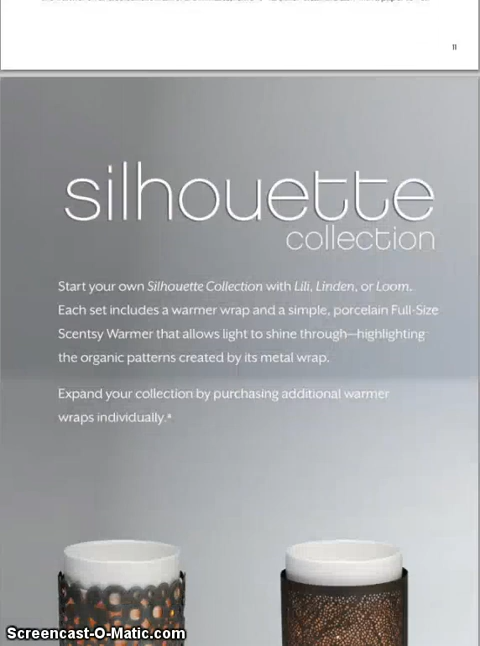 11
silhouette
collection
Start your own Silhouette Collection with Lili, Linden, or Loom.
Each set includes a warmer wrap and a simple, porcelain Full-Size
Scentsy Warmer that allows light to shine through—highlighting
the organic patterns created by its metal wrap.
Expand your collection by purchasing additional warmer
wraps individually.*
Screencast-O-Matic.com